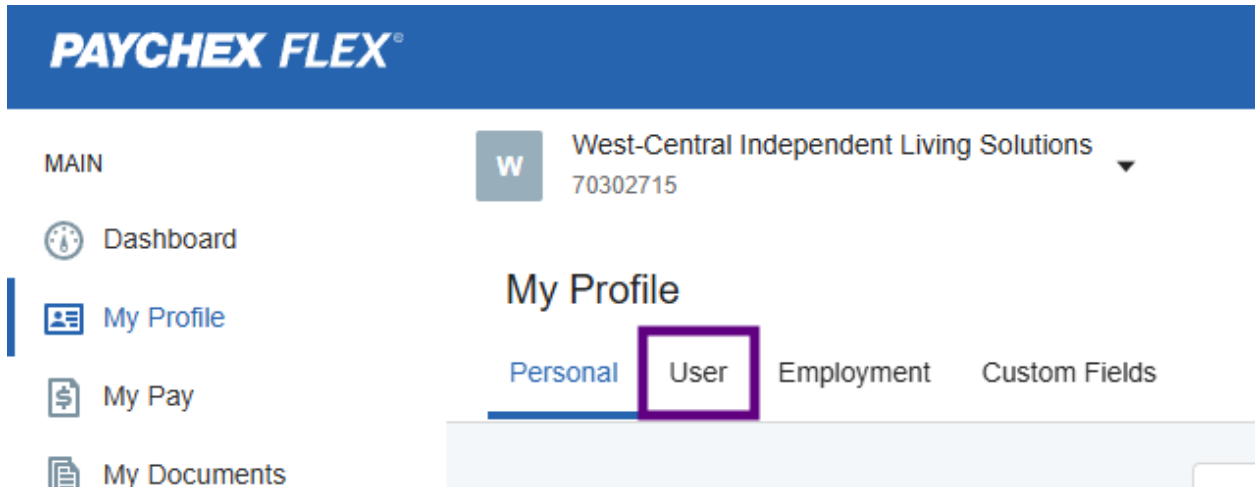 PAYCHEX FLEX®
MAIN
Dashboard
My Profile
My Pay
My Documents
W
West-Central Independent Living Solutions
70302715
My Profile
Personal User Employment Custom Fields